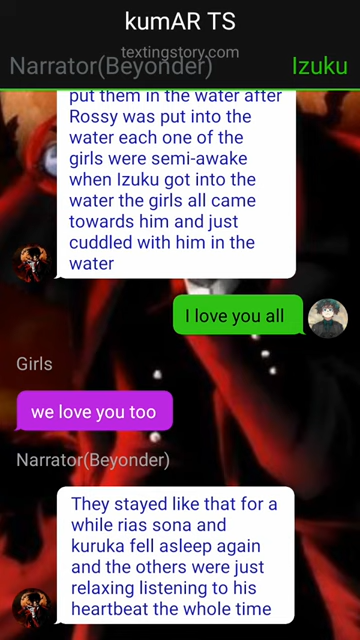 kumAR TS
textingstory.com
Narrator(Beyonder)
Izuku
put them in the water after
Rossy was put into the
water each one of the
girls were semi-awake
when Izuku got into the
water the girls all came
towards him and just
cuddled with him in the
water
I love you all
Girls
we love you too
Narrator(Beyonder)
They stayed like that for a
while rias sona and
kuruka fell asleep again
and the others were just
relaxing listening to his
heartbeat the whole time